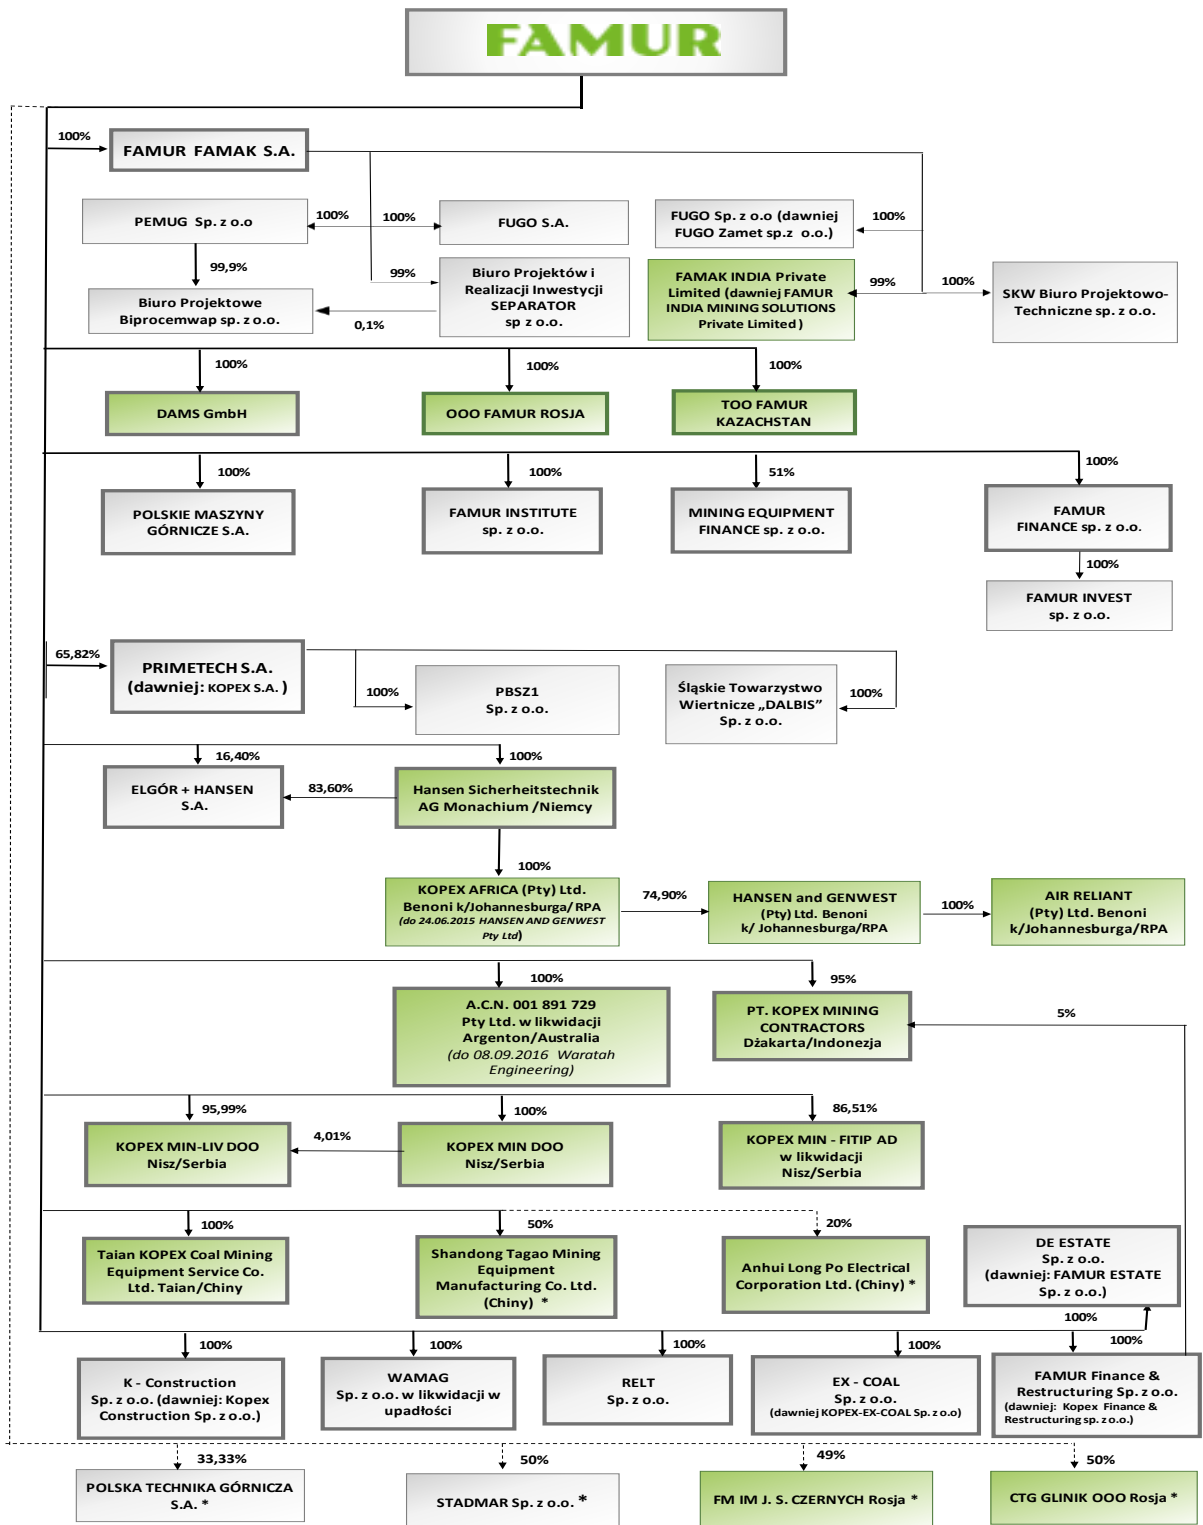 FAMUR
100%
FAMUR FAMAK S.A.
PEMUG Sp. z o.o
100%
100%
FUGO S.A.
FUGO Sp. z o.o (dawniej
FUGO Zamet sp.z o.o.)
100%
99,9%
Biuro Projektowe
Biprocemwap sp. z o.o.
0,1%
99%
Biuro Projektów i
Realizacji Inwestycji
SEPARATOR
sp z o.o.
FAMAK INDIA Private
Limited (dawniej FAMUR
INDIA MINING SOLUTIONS
Private Limited )
99%
100%
SKW Biuro Projektowo-
Techniczne sp. z o.o.
100%
100%
100%
DAMS GmbH
OOO FAMUR ROSJA
TOO FAMUR
KAZACHSTAN
100%
100%
51%
100%
POLSKIE MASZYNY
GÓRNICZE S.A.
FAMUR INSTITUTE
sp. z o.o.
MINING EQUIPMENT
FINANCE sp. z o.o.
FAMUR
FINANCE sp. z o.o.
100%
FAMUR INVEST
sp. z o.o.
65,82%
PRIMETECH S.A.
(dawniej: KOPEX S.A. )
100%
PBSZ1
Sp. z o.o.
Śląskie Towarzystwo
Wiertnicze „DALBIS”
Sp. z o.o.
100%
16,40%
100%
ELGÓR + HANSEN
S.A.
83,60%
Hansen Sicherheitstechnik
AG Monachium /Niemcy
100%
KOPEX AFRICA (Pty) Ltd.
Benoni k/Johannesburga/ RPA
(do 24.06.2015 HANSEN AND GENWEST
Pty Ltd)
74,90%
HANSEN and GENWEST
(Pty) Ltd. Benoni
k/ Johannesburga/RPA
100%
AIR RELIANT
(Pty) Ltd. Benoni
k/Johannesburga/RPA
100%
95%
A.C.N. 001 891 729
Pty Ltd. w likwidacji
Argenton/Australia
(do 08.09.2016 Waratah
Engineering)
PT. KOPEX MINING
CONTRACTORS
Dżakarta/Indonezja
5%
95,99%
100%
86,51%
KOPEX MIN-LIV DOO
Nisz/Serbia
4,01%
KOPEX MIN DOO
Nisz/Serbia
KOPEX MIN - FITIP AD
w likwidacji
Nisz/Serbia
100%
50%
20%
Taian KOPEX Coal Mining
Equipment Service Co.
Ltd. Taian/Chiny
Shandong Tagao Mining
Equipment
Manufacturing Co. Ltd.
(Chiny) *
Anhui Long Po Electrical
Corporation Ltd. (Chiny) *
DE ESTATE
Sp. z o.o.
(dawniej: FAMUR ESTATE
Sp. z o.o.)
100%
100%
100%
100%
100%
100%
K - Construction
Sp. z o.o. (dawniej: Kopex
Construction Sp. z o.o.)
WAMAG
Sp. z o.o. w likwidacji w
upadłości
RELT
Sp. z o.o.
EX - COAL
Sp. z o.o.
(dawniej KOPEX-EX-COAL Sp. z o.o)
FAMUR Finance &
Restructuring Sp. z o.o.
(dawniej: Kopex Finance &
Restructuring sp. z o.o.)
33,33%
50%
49%
50%
POLSKA TECHNIKA GÓRNICZA
S.A. *
STADMAR Sp. z o.o. *
FM IM J. S. CZERNYCH Rosja *
CTG GLINIK OOO Rosja *